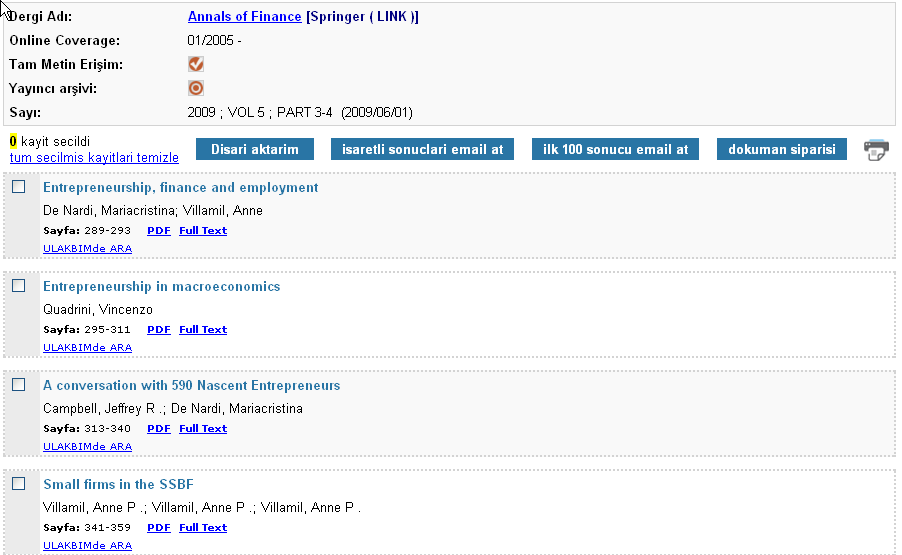 Dergi Adı: Annals of Finance [Springer ( LINK )]
Online Coverage: 01/2005 -
Tam Metin Erişim:
Yayıncı arşivi:
Sayı: 2009 ; VOL 5 ; PART 3-4 (2009/06/01)
0 kayit secildi
tum secilmis kayitlari temizle
Disari aktarim
isaretli sonuclari email at
ilk 100 sonucu email at
dokuman siparisi
Entrepreneurship, finance and employment
De Nardi, Mariacristina; Villamil, Anne
Sayfa: 289-293 PDF Full Text
ULAKBIMde ARA
Entrepreneurship in macroeconomics
Quadrini, Vincenzo
Sayfa: 295-311 PDF Full Text
ULAKBIMde ARA
A conversation with 590 Nascent Entrepreneurs
Campbell, Jeffrey R .; De Nardi, Mariacristina
Sayfa: 313-340 PDF Full Text
ULAKBIMde ARA
Small firms in the SSBF
Villamil, Anne P .; Villamil, Anne P .; Villamil, Anne P .
Sayfa: 341-359 PDF Full Text
ULAKBIMde ARA